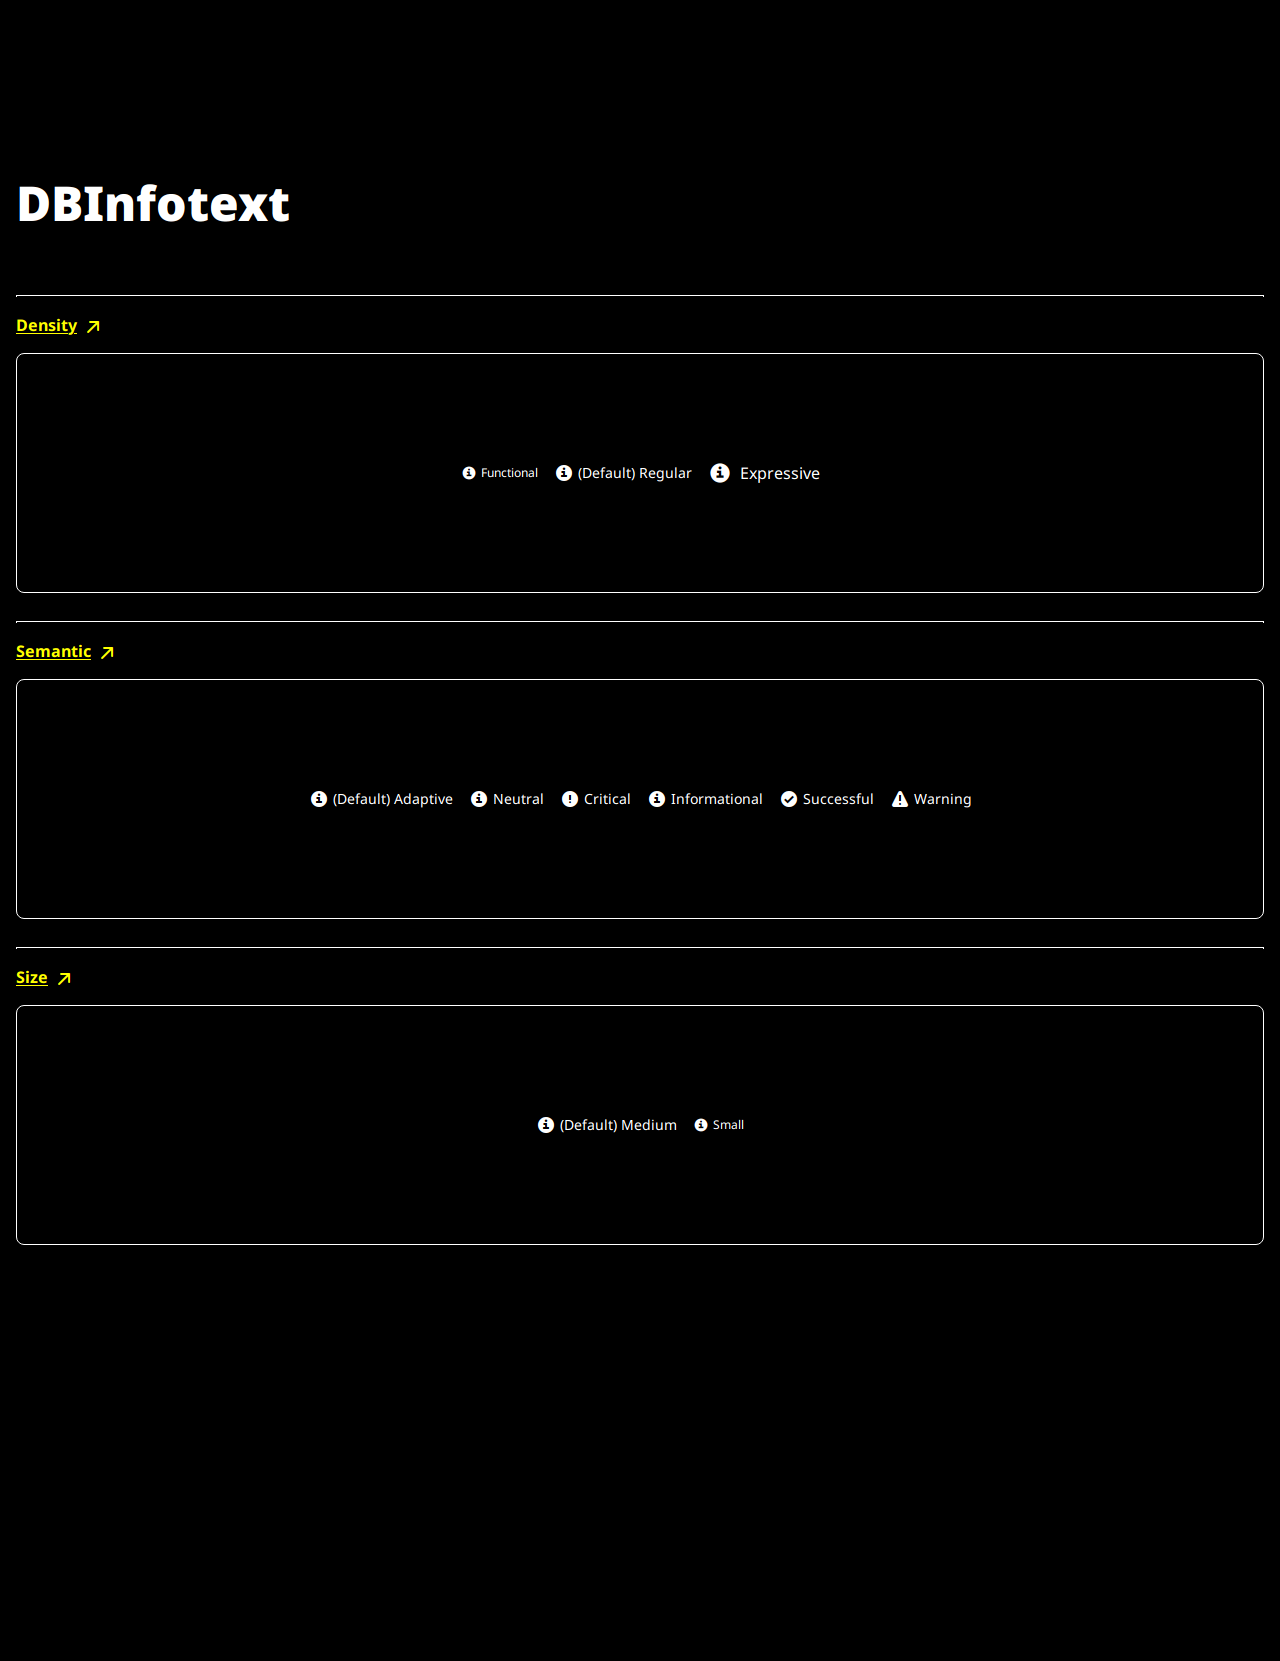 DBInfotext
Density
Functional (Default) Regular Expressive
Semantic
(Default) Adaptive Neutral Critical Informational Successful Warning
Size
(Default) Medium Small